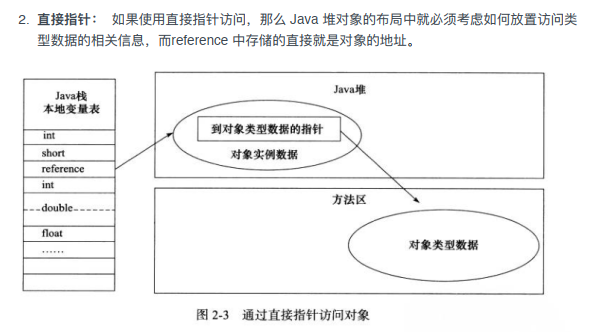 2. 直接指针： 如果使用直接指针访问，那么 Java 堆对象的布局中就必须考虑如何放置访问类
型数据的相关信息，而reference 中存储的直接就是对象的地址。
Java栈
本地变量表
int
short
reference
int
double
float
……
Java堆
到对象类型数据的指针
对象实例数据
方法区
对象类型数据
图 2-3 通过直接指针访问对象